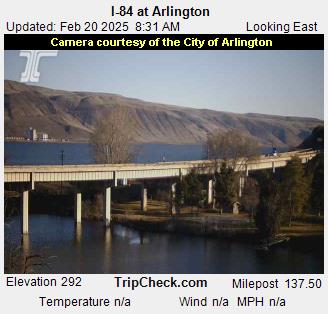 I-84 at Arlington
Updated: Feb 20 2025 8:31 AM Looking East
Camera courtesy of the City of Arlington
Elevation 292 TripCheck.com Milepost 137.50
Temperature n/a Wind n/a MPH n/a